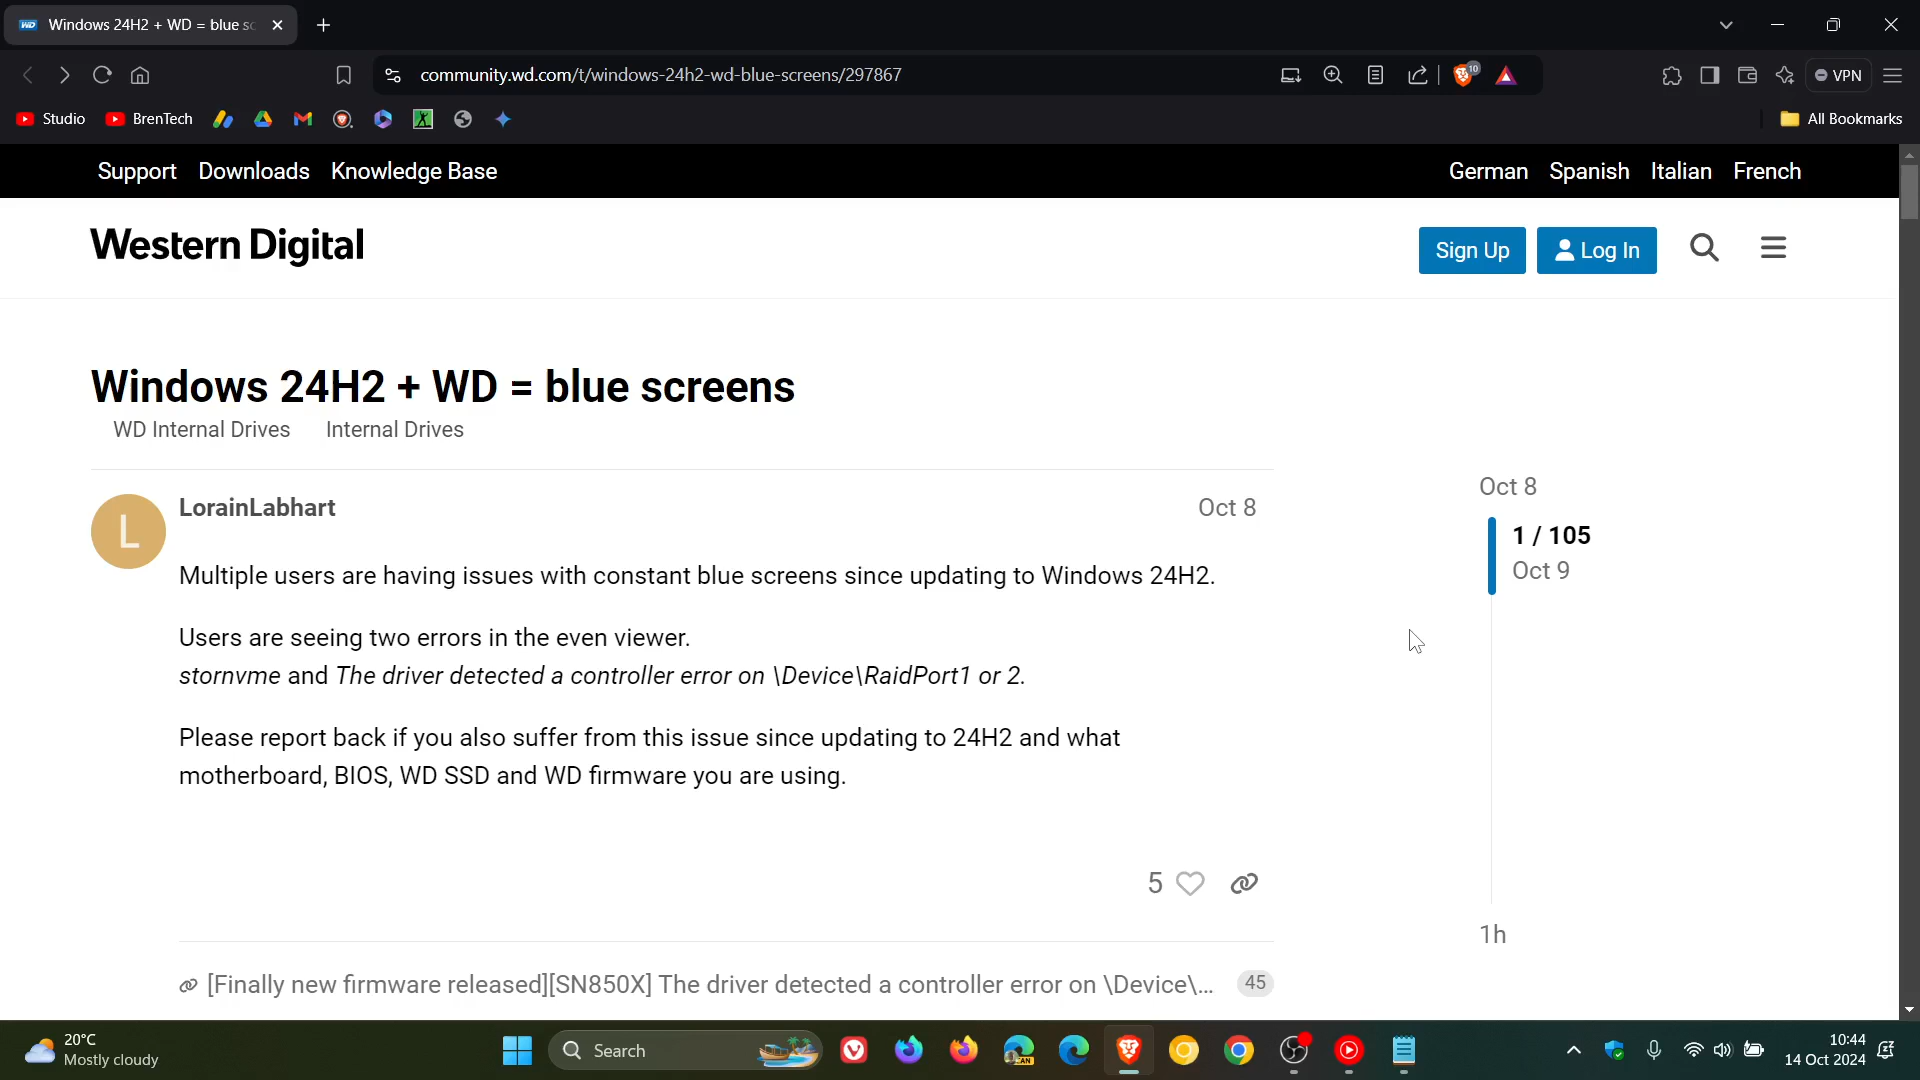 WD Windows 24H2 + WD = blue sc
community.wd.com/t/windows-24h2-wd-blue-screens/297867
10
VPN
Studio
BrenTech
All Bookmarks
Support Downloads Knowledge Base
German Spanish Italian French
Western Digital
Sign Up
Log In
Windows 24H2 + WD = blue screens
WD Internal Drives Internal Drives
L
LorainLabhart
Oct 8
Multiple users are having issues with constant blue screens since updating to Windows 24H2.
Users are seeing two errors in the even viewer.
stornvme and The driver detected a controller error on \Device\RaidPort1 or 2.
Please report back if you also suffer from this issue since updating to 24H2 and what
motherboard, BIOS, WD SSD and WD firmware you are using.
5
[Finally new firmware released][SN850X] The driver detected a controller error on \Device\... 45
Oct 8
1 / 105
Oct 9
1h
20°C
Mostly cloudy
Search
CAN
10:44
14 Oct 2024